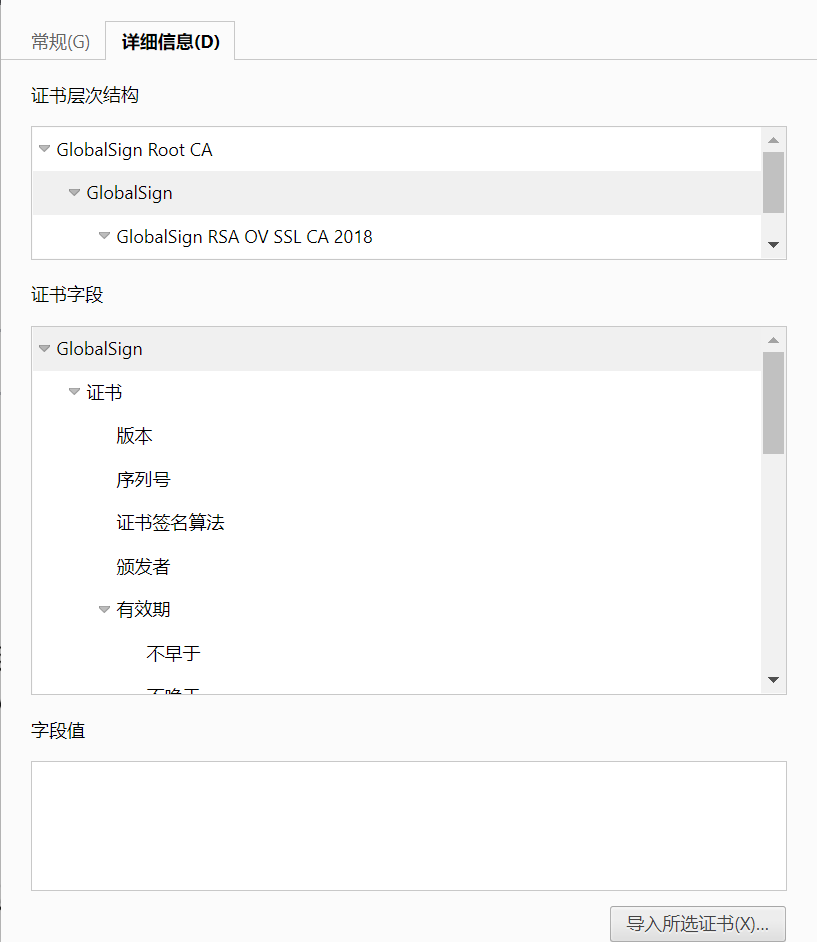 常规(G) 详细信息(D)
证书层次结构
GlobalSign Root CA
GlobalSign
GlobalSign RSA OV SSL CA 2018
证书字段
GlobalSign
证书
版本
序列号
证书签名算法
颁发者
有效期
不早于
不晚于
字段值
导入所选证书(X)...